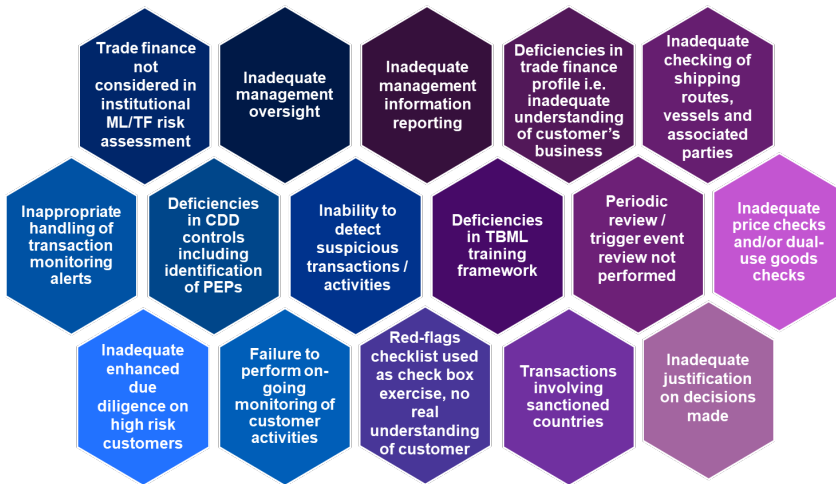 Trade finance
not
considered in
institutional
ML/TF risk
assessment
Inadequate
management
oversight
Inadequate
management
information
reporting
Deficiencies in
trade finance
profile i.e.
inadequate
understanding
of customer's
business
Inadequate
checking of
shipping
routes,
vessels and
associated
parties
Inappropriate
handling of
transaction
monitoring
alerts
Deficiencies in
CDD controls
including
identification
of PEPs
Inability to
detect
suspicious
transactions /
activities
Deficiencies
in TBML
training
framework
Periodic
review /
trigger event
review not
performed
Inadequate
price checks
and/or dual-
use goods
checks
Inadequate
enhanced
due
diligence on
high risk
customers
Failure to
perform on-
going
monitoring of
customer
activities
Red-flags
checklist used
as check box
exercise, no
real
understanding
of customer
Transactions
involving
sanctioned
countries
Inadequate
justification
on decisions
made